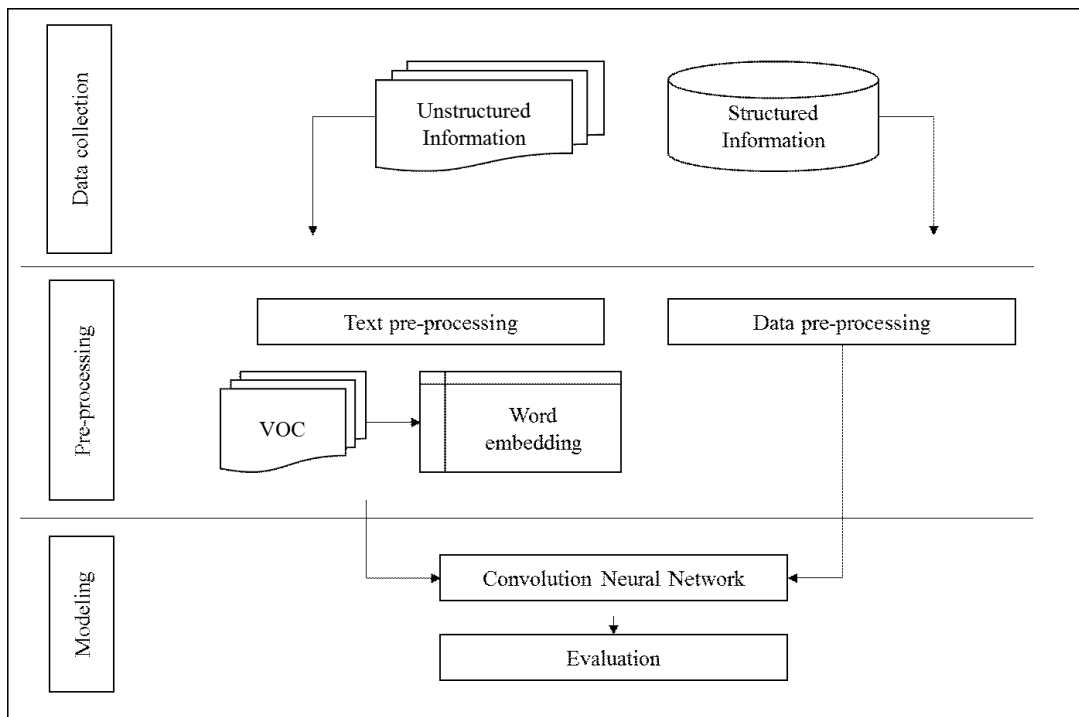 Data collection
Unstructured
Information
Structured
Information
Pre-processing
Text pre-processing
Data pre-processing
VOC
Word
embedding
Modeling
Convolution Neural Network
Evaluation